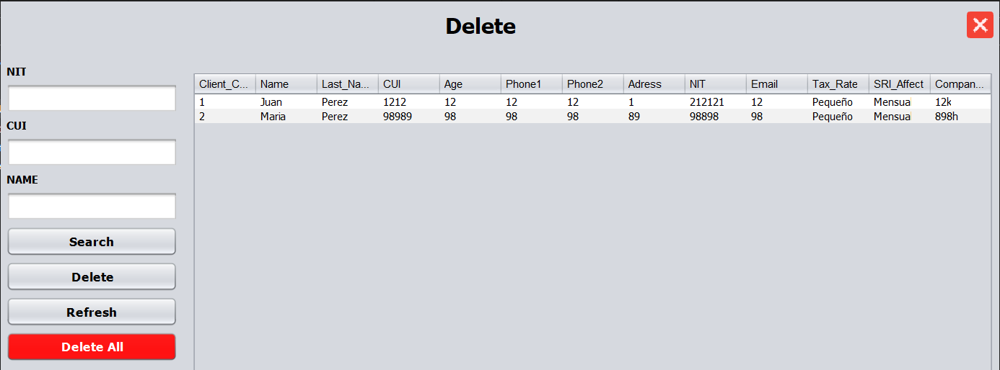 Delete
NIT
CUI
NAME
Search
Delete
Refresh
Delete All
Client_C... Name Last_Na... CUI Age Phone1 Phone2 Adress NIT Email Tax_Rate SRI_Affect Compan...
1 Juan Perez 1212 12 12 12 1 212121 12 Pequeño Mensual 12k
2 Maria Perez 98989 98 98 98 89 98898 98 Pequeño Mensual 898h